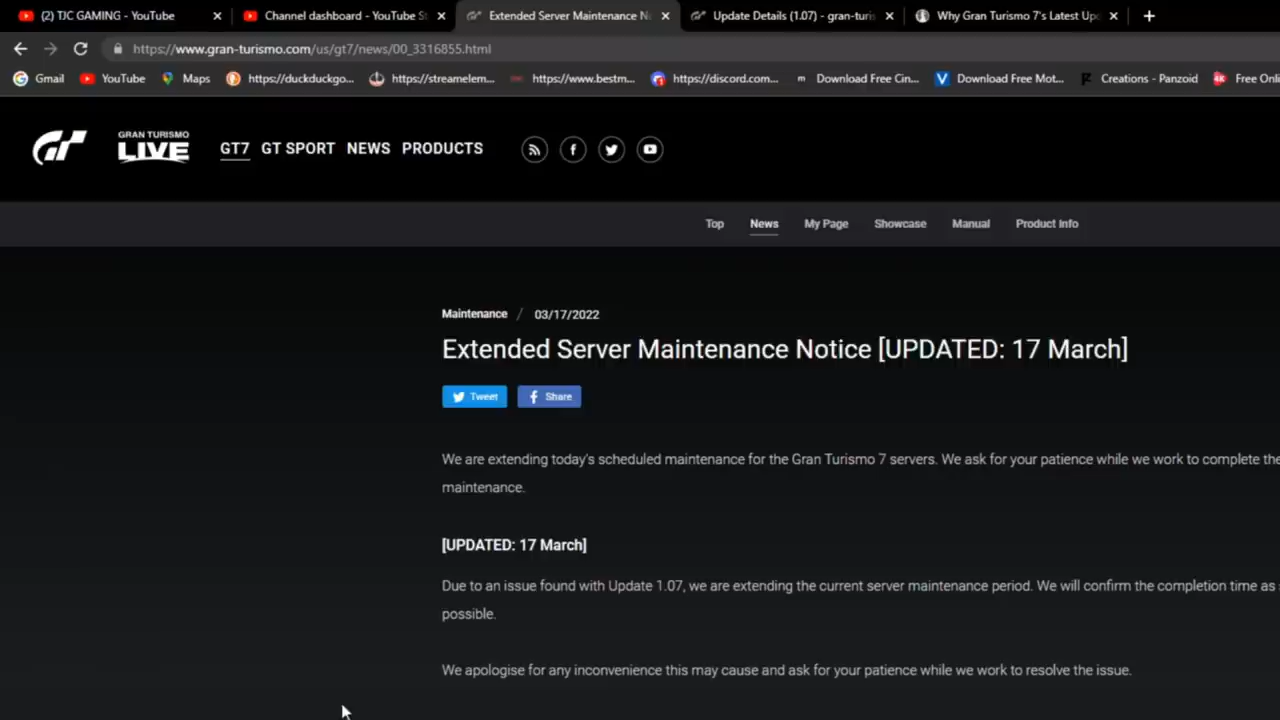 (2) TJC GAMING - YouTube
Channel dashboard - YouTube St
Extended Server Maintenance N
Update Details (1.07) - gran-turis
Why Gran Turismo 7's Latest Up
https://www.gran-turismo.com/us/gt7/news/00_3316855.html
Gmail
YouTube
Maps
https://duckduckgo...
https://streamelem...
https://www.bestm...
https://discord.com...
Download Free Cin...
Download Free Mot...
Creations - Panzoid
Free Onli
GRAN TURISMO
LIVE
GT7 GT SPORT NEWS PRODUCTS
Top News My Page Showcase Manual Product Info
Maintenance / 03/17/2022
Extended Server Maintenance Notice [UPDATED: 17 March]
Tweet
Share
We are extending today's scheduled maintenance for the Gran Turismo 7 servers. We ask for your patience while we work to complete the
maintenance.
[UPDATED: 17 March]
Due to an issue found with Update 1.07, we are extending the current server maintenance period. We will confirm the completion time as
possible.
We apologise for any inconvenience this may cause and ask for your patience while we work to resolve the issue.